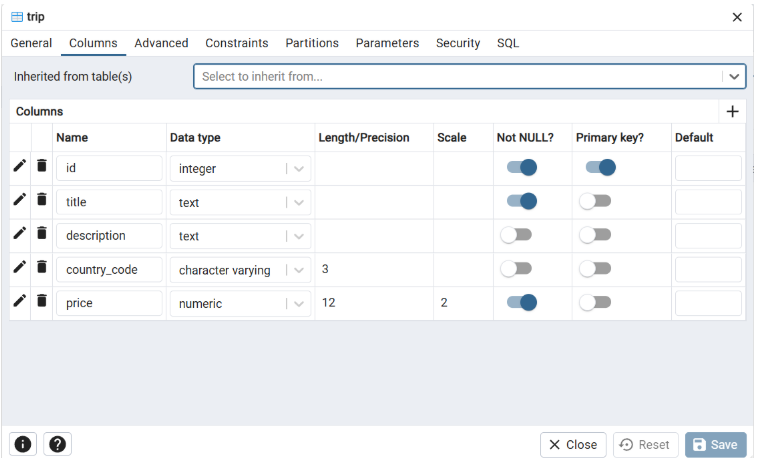 trip
General Columns Advanced Constraints Partitions Parameters Security SQL
Inherited from table(s) Select to inherit from...
Columns
Name Data type Length/Precision Scale Not NULL? Primary key? Default
id integer
title text
description text
country_code character varying 3
price numeric 12 2
Close Reset Save